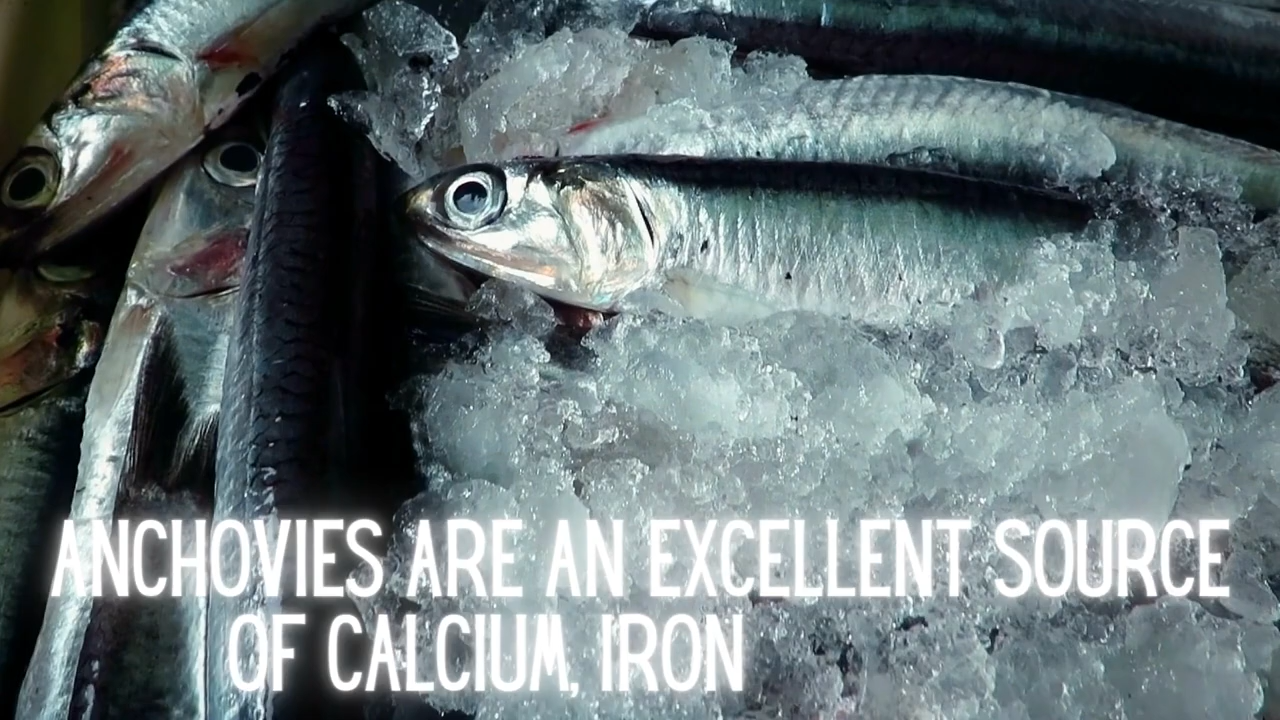 ANCHOVIES ARE AN EXCELLENT SOURCE
OF CALCIUM, IRON